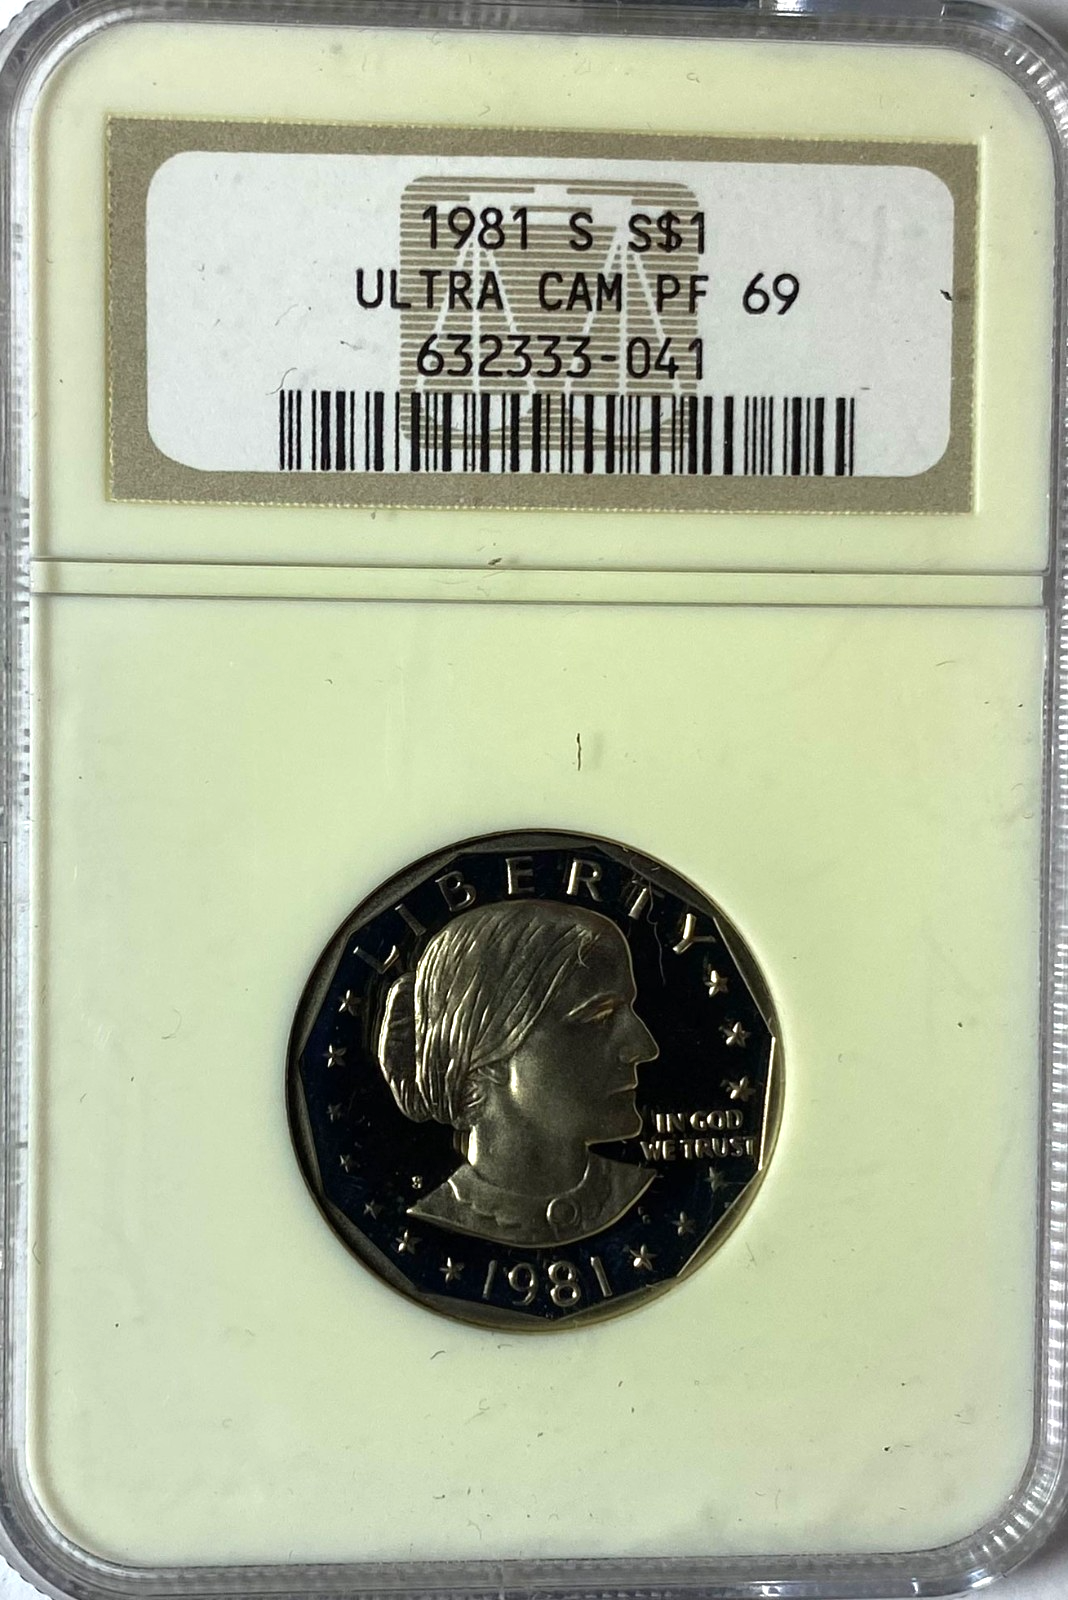 1981 S S$1
ULTRA CAM PF 69
632333-041
LIBERTY
IN GOD
WE TRUST
S
1981